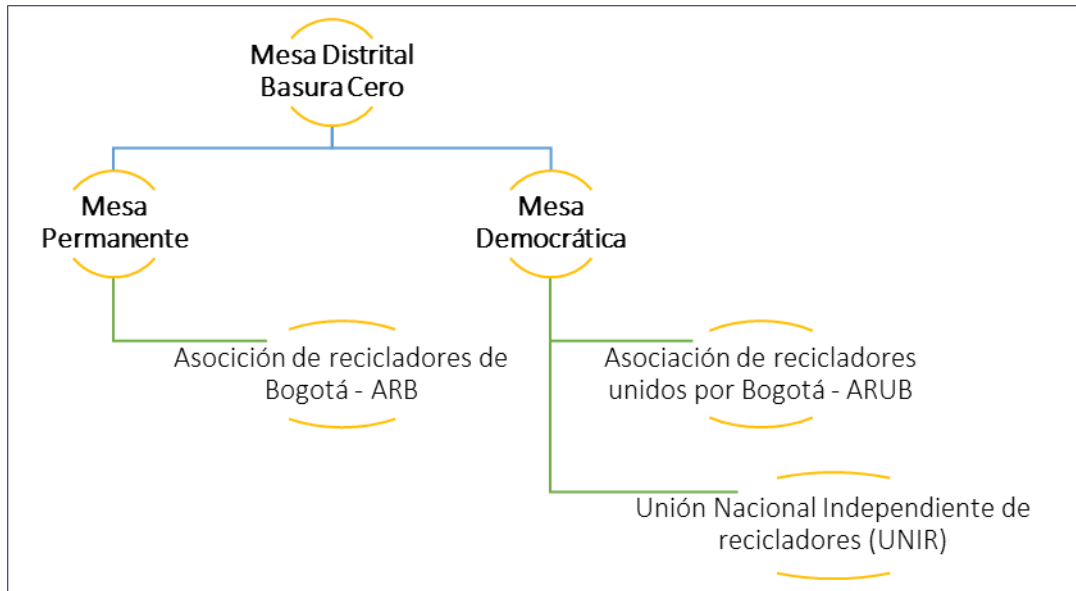 Mesa Distrital
Basura Cero
Mesa
Permanente
Mesa
Democrática
Asocición de recicladores de
Bogotá - ARB
Asociación de recicladores
unidos por Bogotá - ARUB
Unión Nacional Independiente de
recicladores (UNIR)